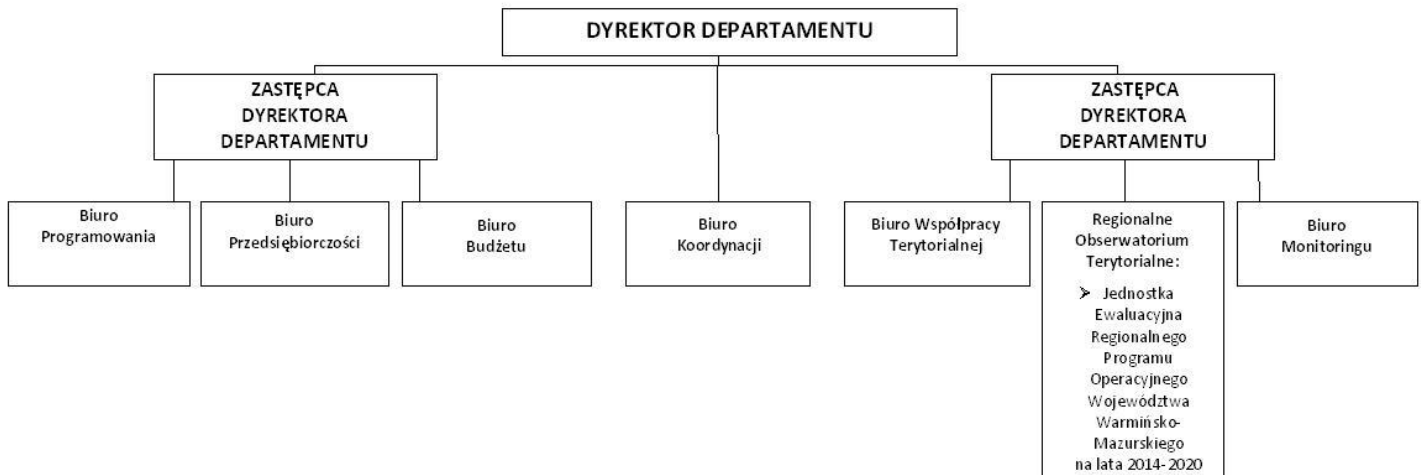 DYREKTOR DEPARTAMENTU
ZASTĘPCA
DYREKTORA
DEPARTAMENTU
ZASTĘPCA
DYREKTORA
DEPARTAMENTU
Biuro
Programowania
Biuro
Przedsiębiorczości
Biuro
Budżetu
Biuro
Koordynacji
Biuro Współpracy
Terytorialnej
Regionalne
Obserwatorium
Terytorialne:
➢ Jednostka
Ewaluacyjna
Regionalnego
Programu
Operacyjnego
Województwa
Warmińsko-
Mazurskiego
na lata 2014-2020
Biuro
Monitoringu